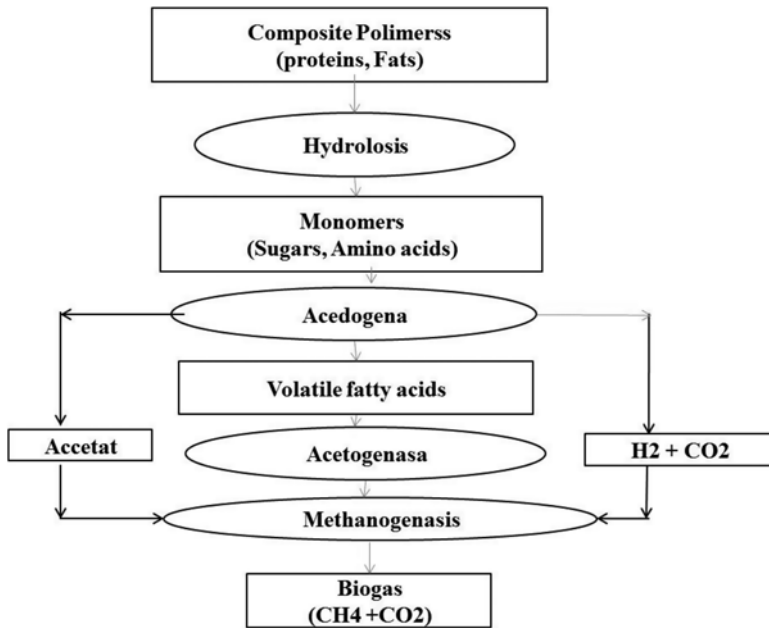 Composite Polimerss
(proteins, Fats)
Hydrolosis
Monomers
(Sugars, Amino acids)
Acedogena
Volatile fatty acids
Accetat
Acetogenasa
H2 + CO2
Methanogenasis
Biogas
(CH4 +CO2)